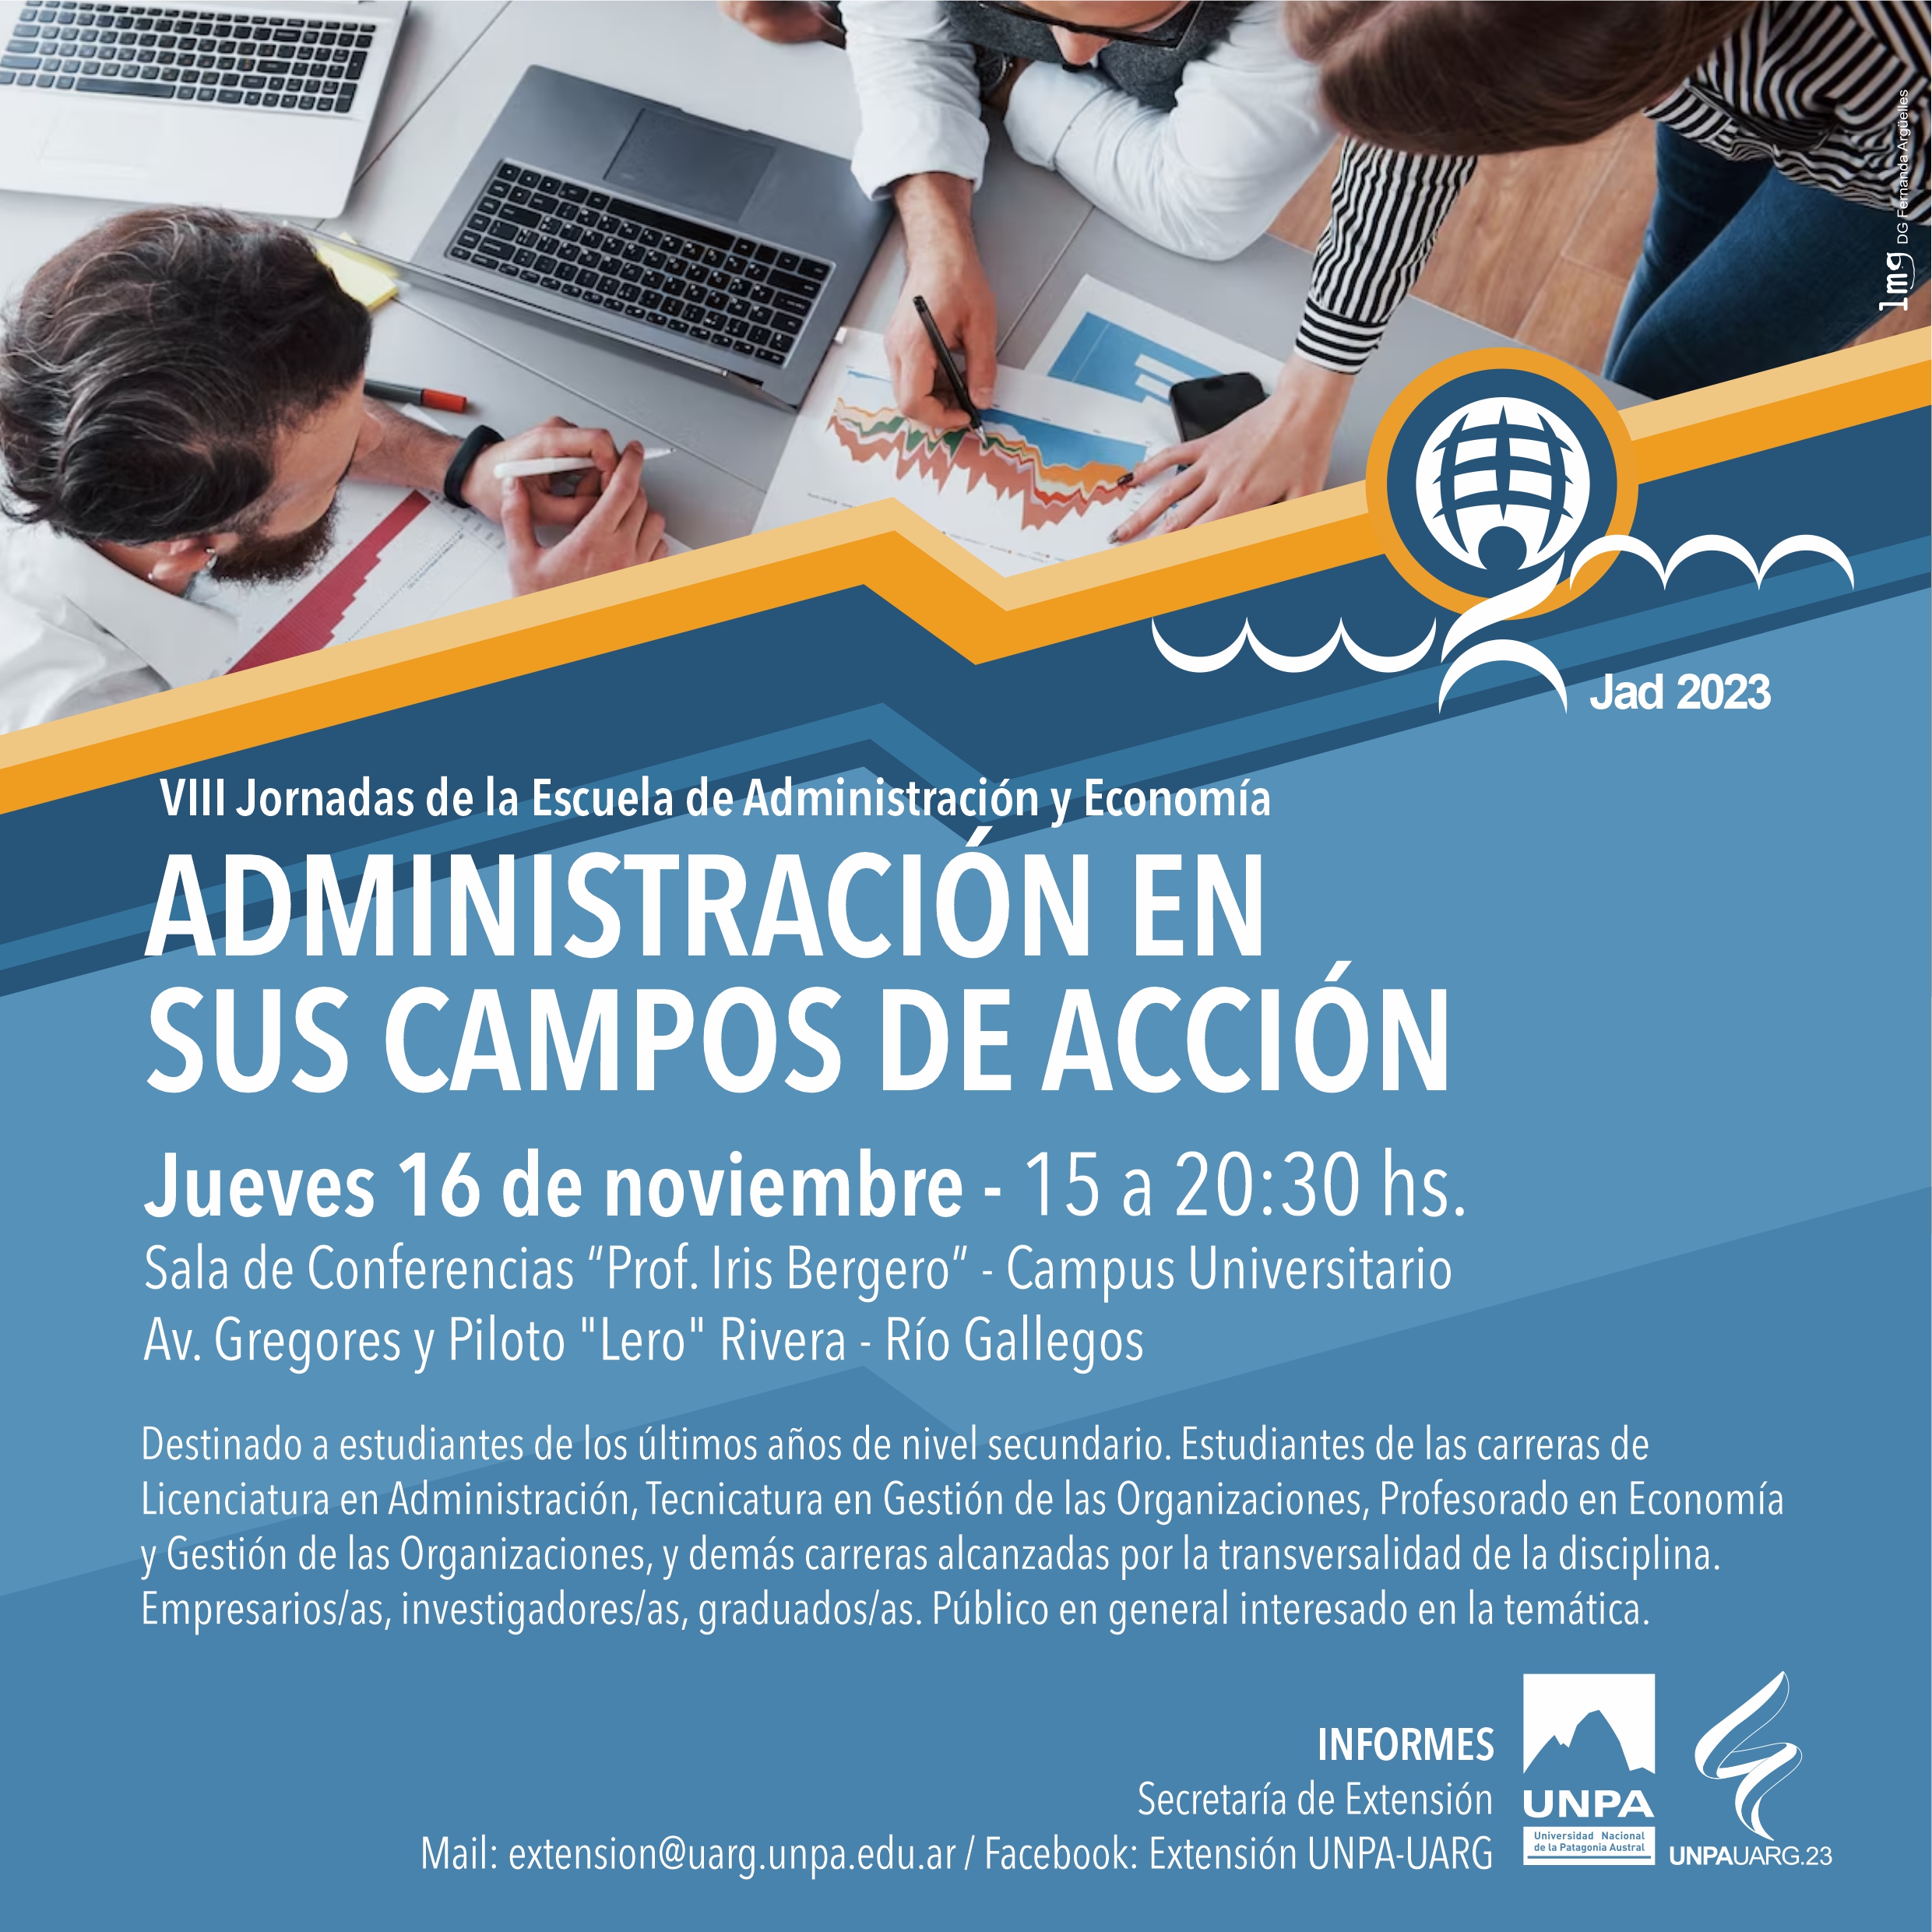 lmg DG Fernanda Argüelles
Jad 2023
VIII Jornadas de la Escuela de Administración y Economía
ADMINISTRACIÓN EN
SUS CAMPOS DE ACCIÓN
Jueves 16 de noviembre - 15 a 20:30 hs.
Sala de Conferencias “Prof. Iris Bergero” - Campus Universitario
Av. Gregores y Piloto "Lero" Rivera - Río Gallegos
Destinado a estudiantes de los últimos años de nivel secundario. Estudiantes de las carreras de
Licenciatura en Administración, Tecnicatura en Gestión de las Organizaciones, Profesorado en Economía
y Gestión de las Organizaciones, y demás carreras alcanzadas por la transversalidad de la disciplina.
Empresarios/as, investigadores/as, graduados/as. Público en general interesado en la temática.
INFORMES
Secretaría de Extensión
Mail: extension@uarg.unpa.edu.ar / Facebook: Extensión UNPA-UARG
UNPA
Universidad Nacional
de la Patagonia Austral
UNPAUARG.23